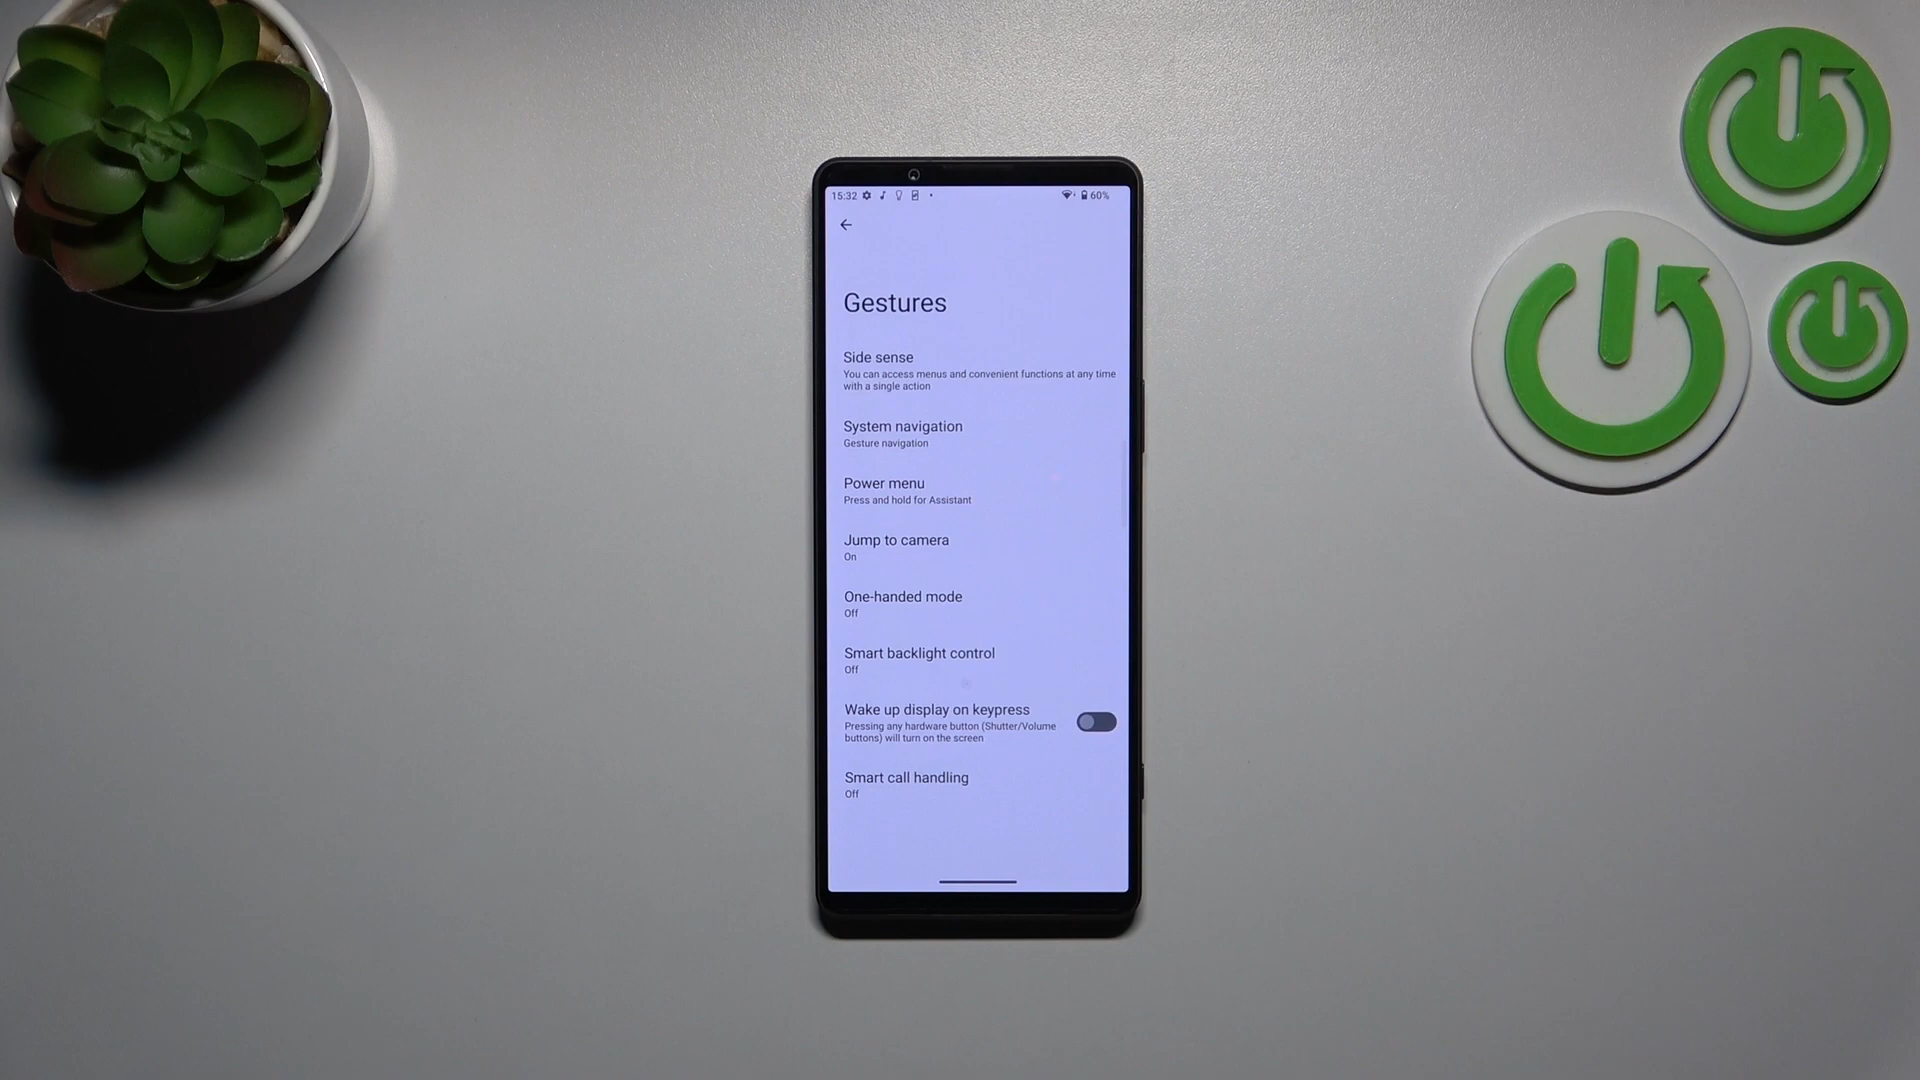 15:32
60%
Gestures
Side sense
You can access menus and convenient functions at any time
with a single action
System navigation
Gesture navigation
Power menu
Press and hold for Assistant
Jump to camera
On
One-handed mode
Off
Smart backlight control
Off
Wake up display on keypress
Pressing any hardware button (Shutter/Volume
buttons) will turn on the screen
Smart call handling
Off